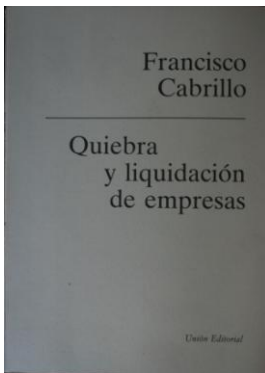 Francisco
Cabrillo
Quiebra
y liquidación
de empresas
Unión Editorial